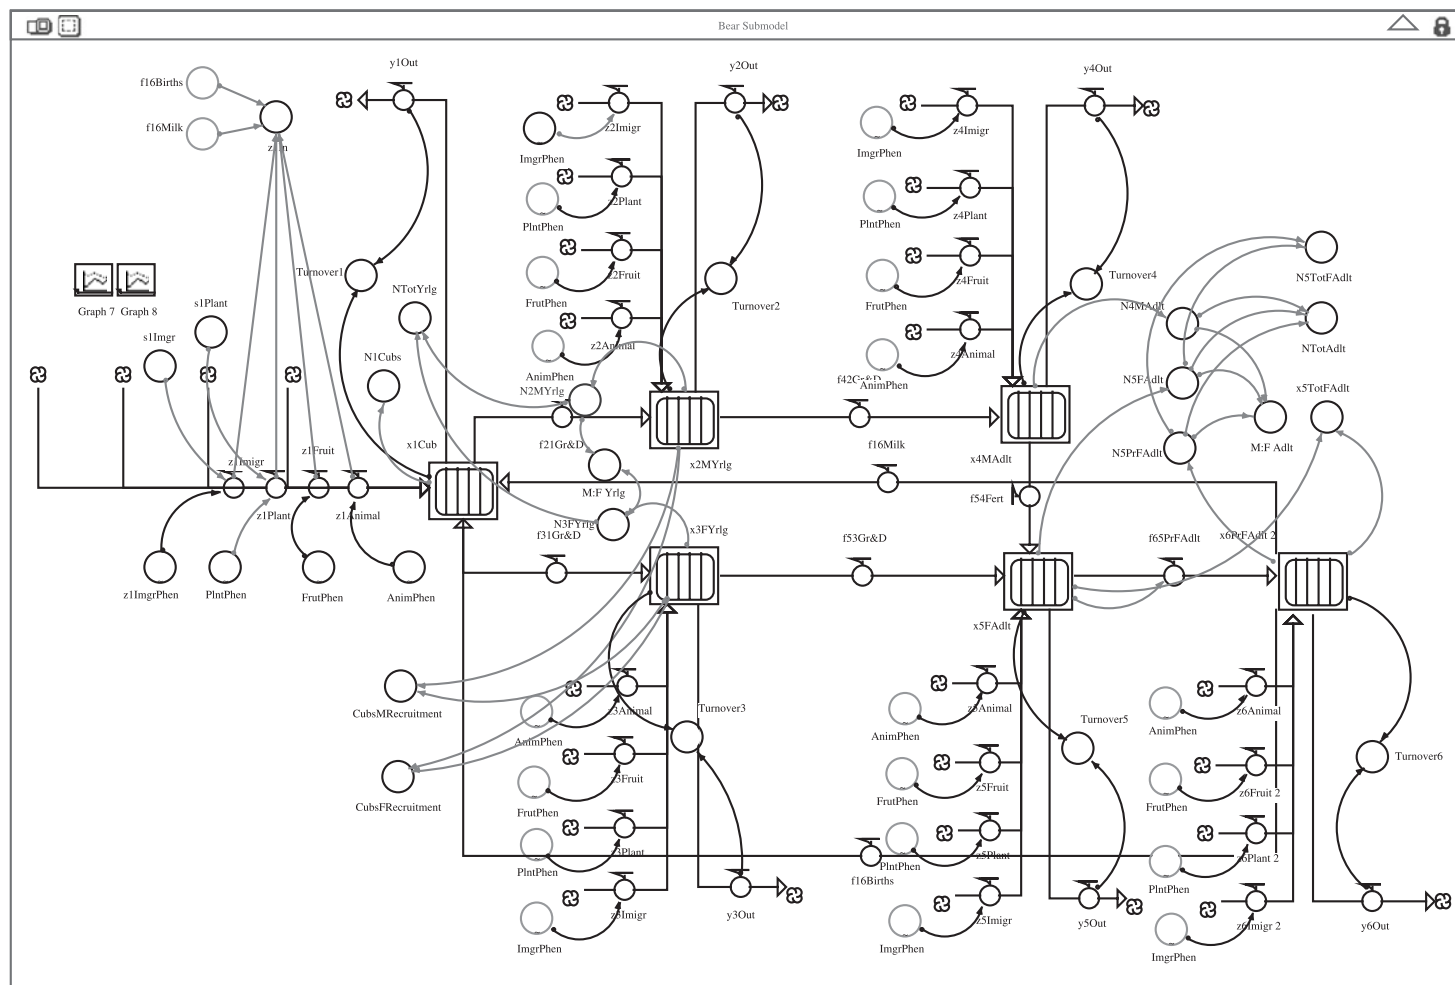 Bear Submodel
f16Births
f16Milk
z1In
y1Out
y2Out
y4Out
ImgrPhen
z2Imigr
PlntPhen
z2Plant
FrutPhen
z2Fruit
AnimPhen
z2Animal
ImgrPhen
z4Imigr
PlntPhen
z4Plant
FrutPhen
z4Fruit
AnimPhen
z4Animal
f42Gr&D
Turnover1
Turnover2
Turnover4
Graph 7
Graph 8
s1Plant
s1Imgr
NTotYrlg
N1Cubs
N2MYrlg
N4MAdlt
N5TotFAdlt
NTotAdlt
N5FAdlt
x5TotFAdlt
N5PrFAdlt
M:F Adlt
x1Cub
f21Gr&D
x2MYrlg
f16Milk
x4MAdlt
z1Imigr
z1Fruit
z1Plant
z1Animal
M:F Yrlg
f54Fert
N3FYrlg
f31Gr&D
x3FYrlg
f53Gr&D
f65PrFAdlt
x6PrFAdlt 2
z1ImgrPhen
PlntPhen
FrutPhen
AnimPhen
x5FAdlt
CubsMRecruitment
CubsFRecruitment
z3Animal
AnimPhen
Turnover3
z3Fruit
FrutPhen
z3Plant
PlntPhen
z3Imigr
ImgrPhen
y3Out
f16Births
z5Animal
AnimPhen
Turnover5
z5Fruit
FrutPhen
z5Plant
PlntPhen
z5Imigr
ImgrPhen
y5Out
z6Animal
AnimPhen
Turnover6
z6Fruit 2
FrutPhen
z6Plant 2
PlntPhen
z6Imigr 2
ImgrPhen
y6Out